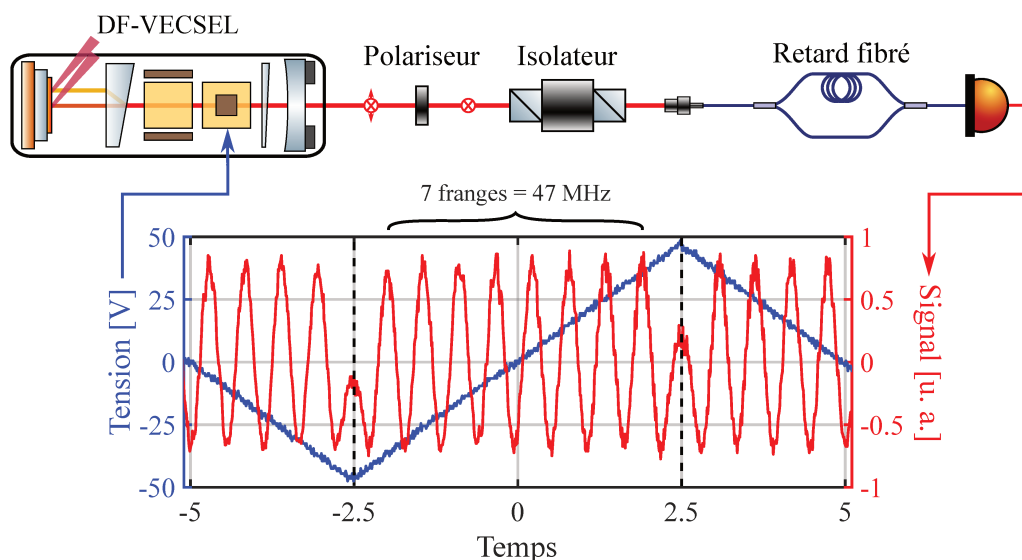 DF-VECSEL
Polariseur
Isolateur
Retard fibré
7 franges = 47 MHz
50
25
0
-25
-50
Tension [V]
1
0.5
0
-0.5
-1
Signal [u. a.]
-5
-2.5
0
2.5
5
Temps